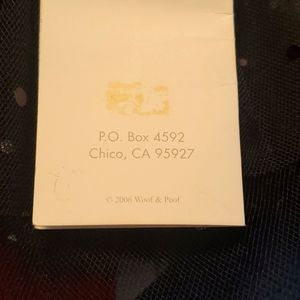 P.O. Box 4592
Chico, CA 95927
© 2006 Woof & Poof